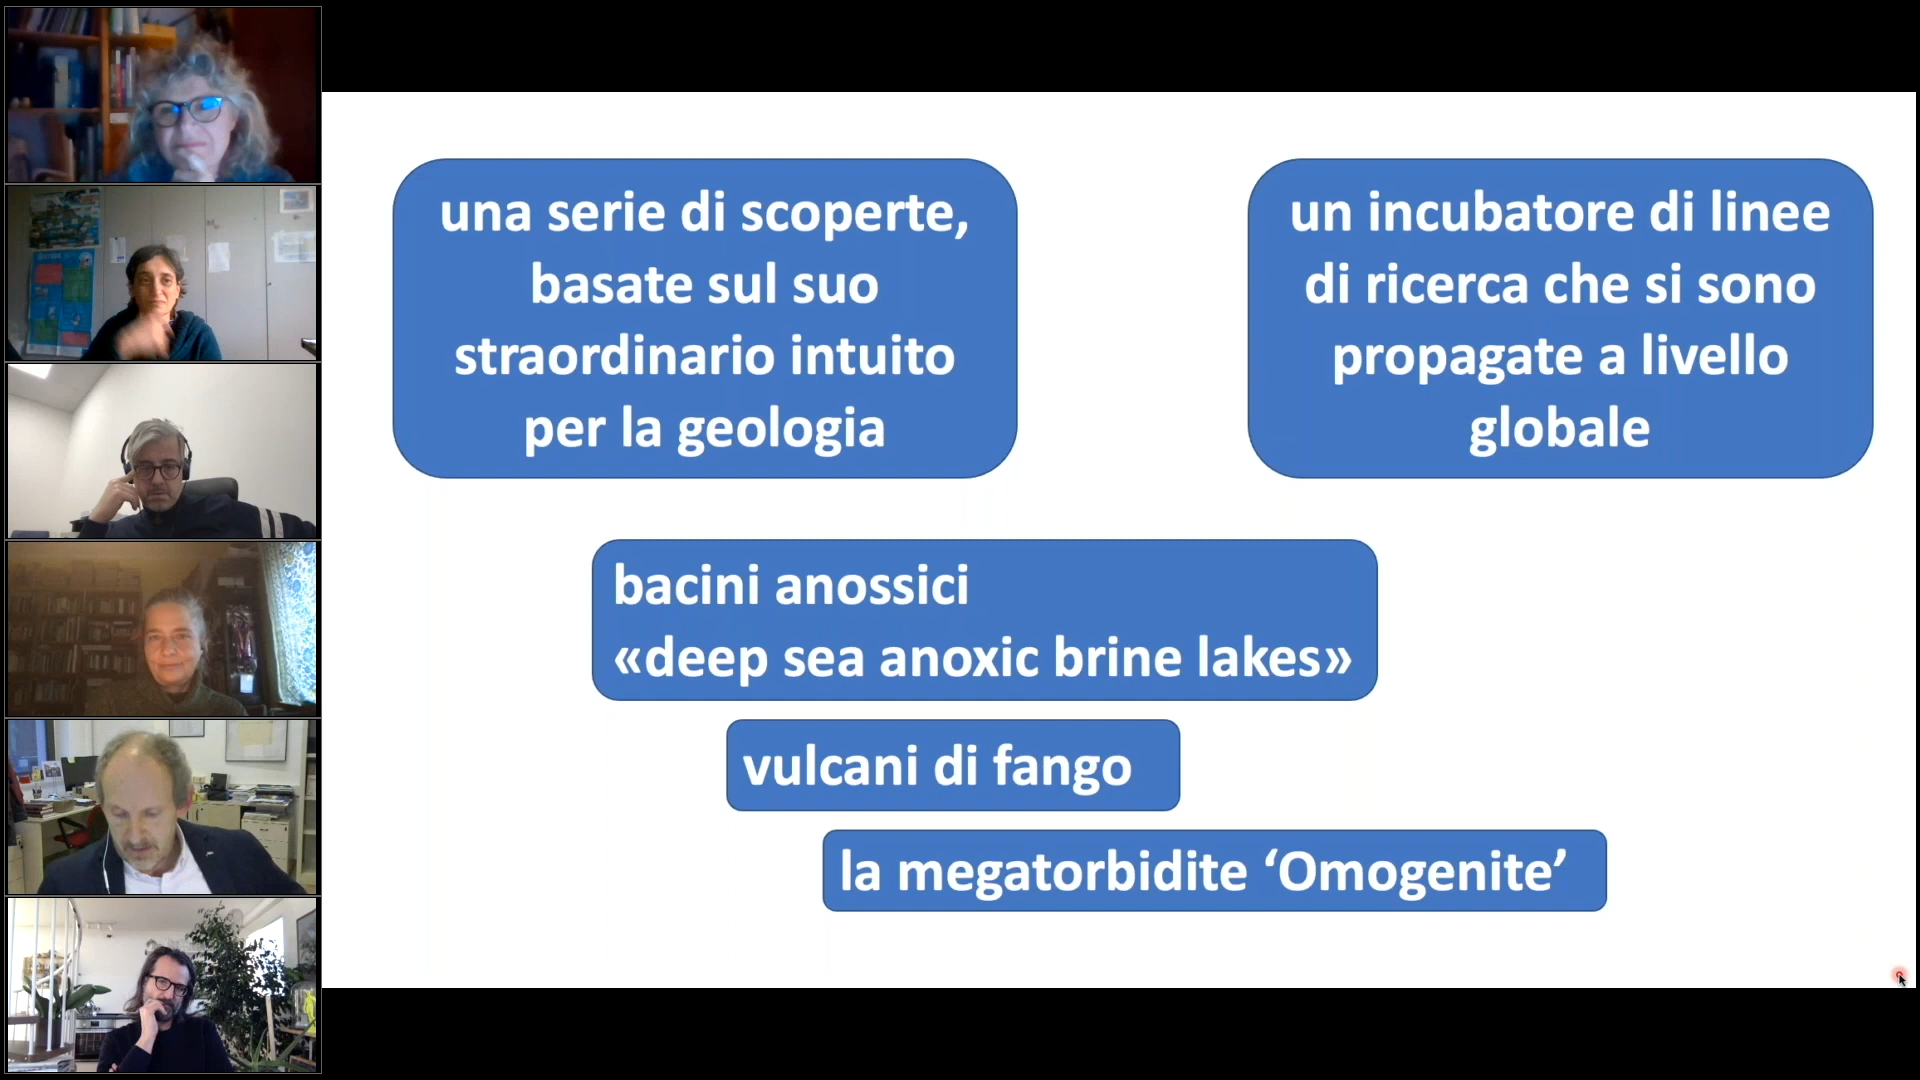 una serie di scoperte,
basate sul suo
straordinario intuito
per la geologia
un incubatore di linee
di ricerca che si sono
propagate a livello
globale
bacini anossici
«deep sea anoxic brine lakes»
vulcani di fango
la megatorbidite ‘Omogenite’